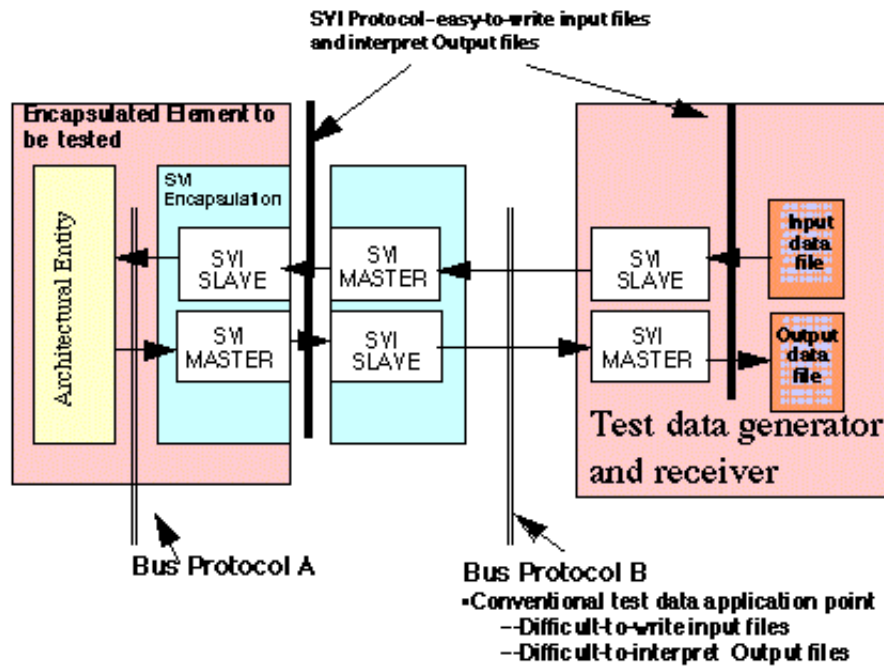 SVI Protocol--easy-to-write input files
and interpret Output files
Encapsulated Element to
be tested
SVI
Encapsulation
Architectural Entity
SVI
SLAVE
SVI
MASTER
SVI
MASTER
SVI
SLAVE
SVI
SLAVE
SVI
MASTER
Input
data
file
Output
data
file
Test data generator
and receiver
Bus Protocol A
Bus Protocol B
•Conventional test data application point
--Difficult-to-write input files
--Difficult-to-interpret Output files